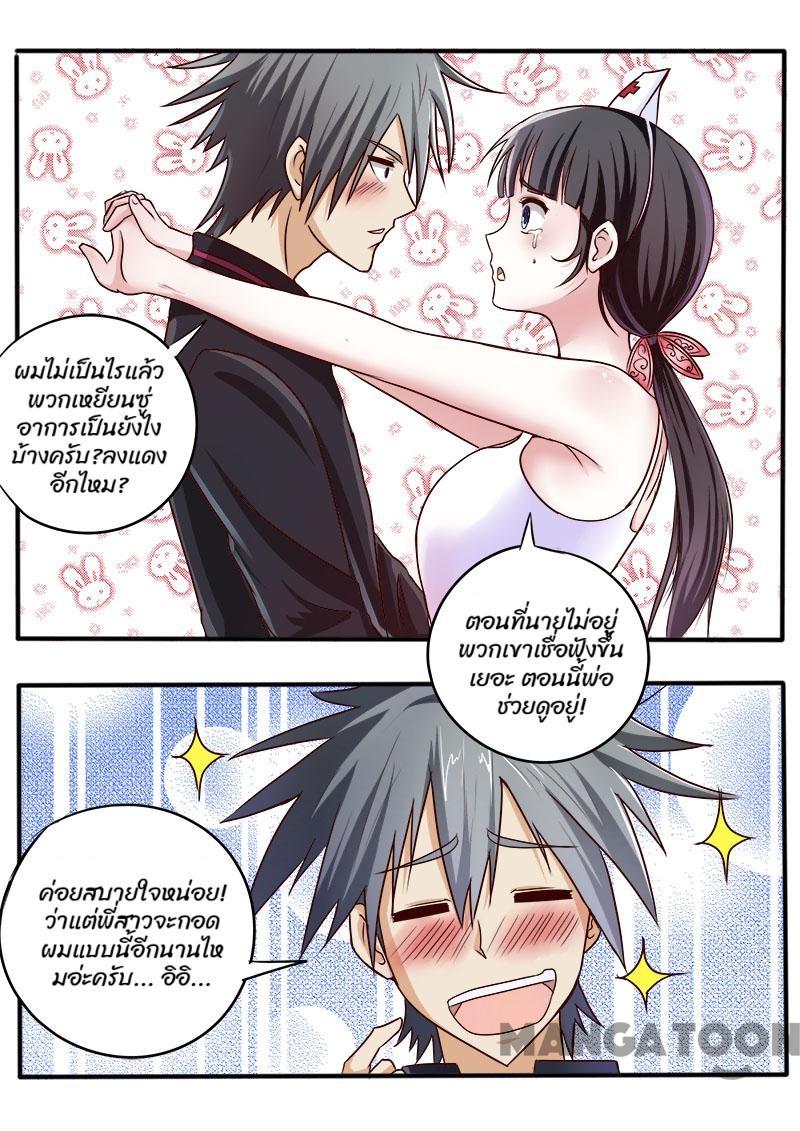 ผมไม่เป็นไรแล้ว
พวกเหยียนซู่
อาการเป็นยังไง
บ้างครับ?ลงแดง
อีกไหม?
ตอนที่นายไม่อยู่
พวกเขาเชื่อฟังขึ้น
เยอะ ตอนนี้พ่อ
ช่วยดูอยู่!
ค่อยสบายใจหน่อย!
ว่าแต่พี่สาวจะกอด
ผมแบบนี้อีกนานไห
มอ่ะครับ... อิอิ...
MANGATOON